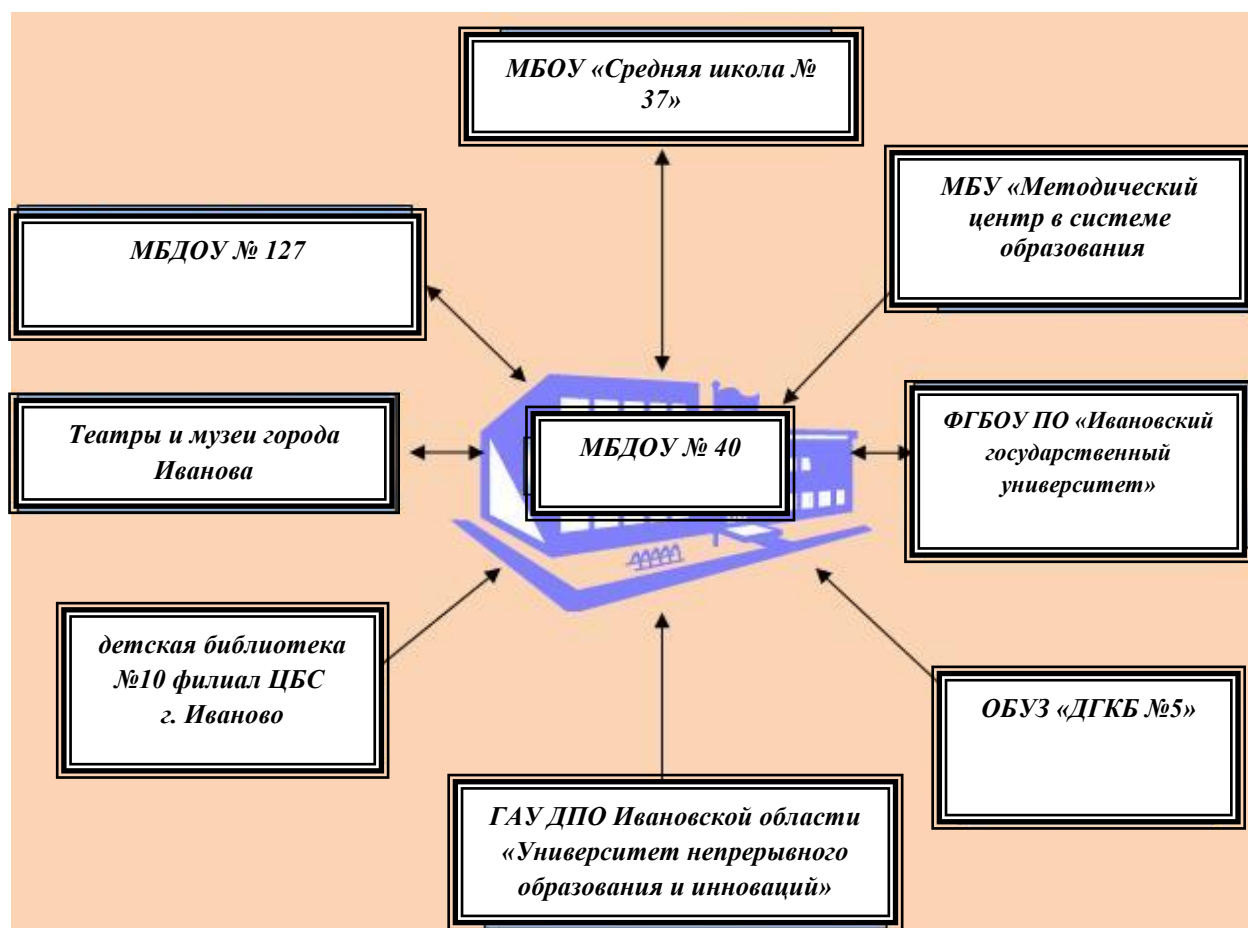 МБОУ «Средняя школа №
37»
МБУ «Методический
центр в системе
образования
МБДОУ № 127
Театры и музеи города
Иванова
МБДОУ № 40
ФГБОУ ПО «Ивановский
государственный
университет»
детская библиотека
№10 филиал ЦБС
г. Иваново
ОБУЗ «ДГКБ №5»
ГАУ ДПО Ивановской области
«Университет непрерывного
образования и инноваций»